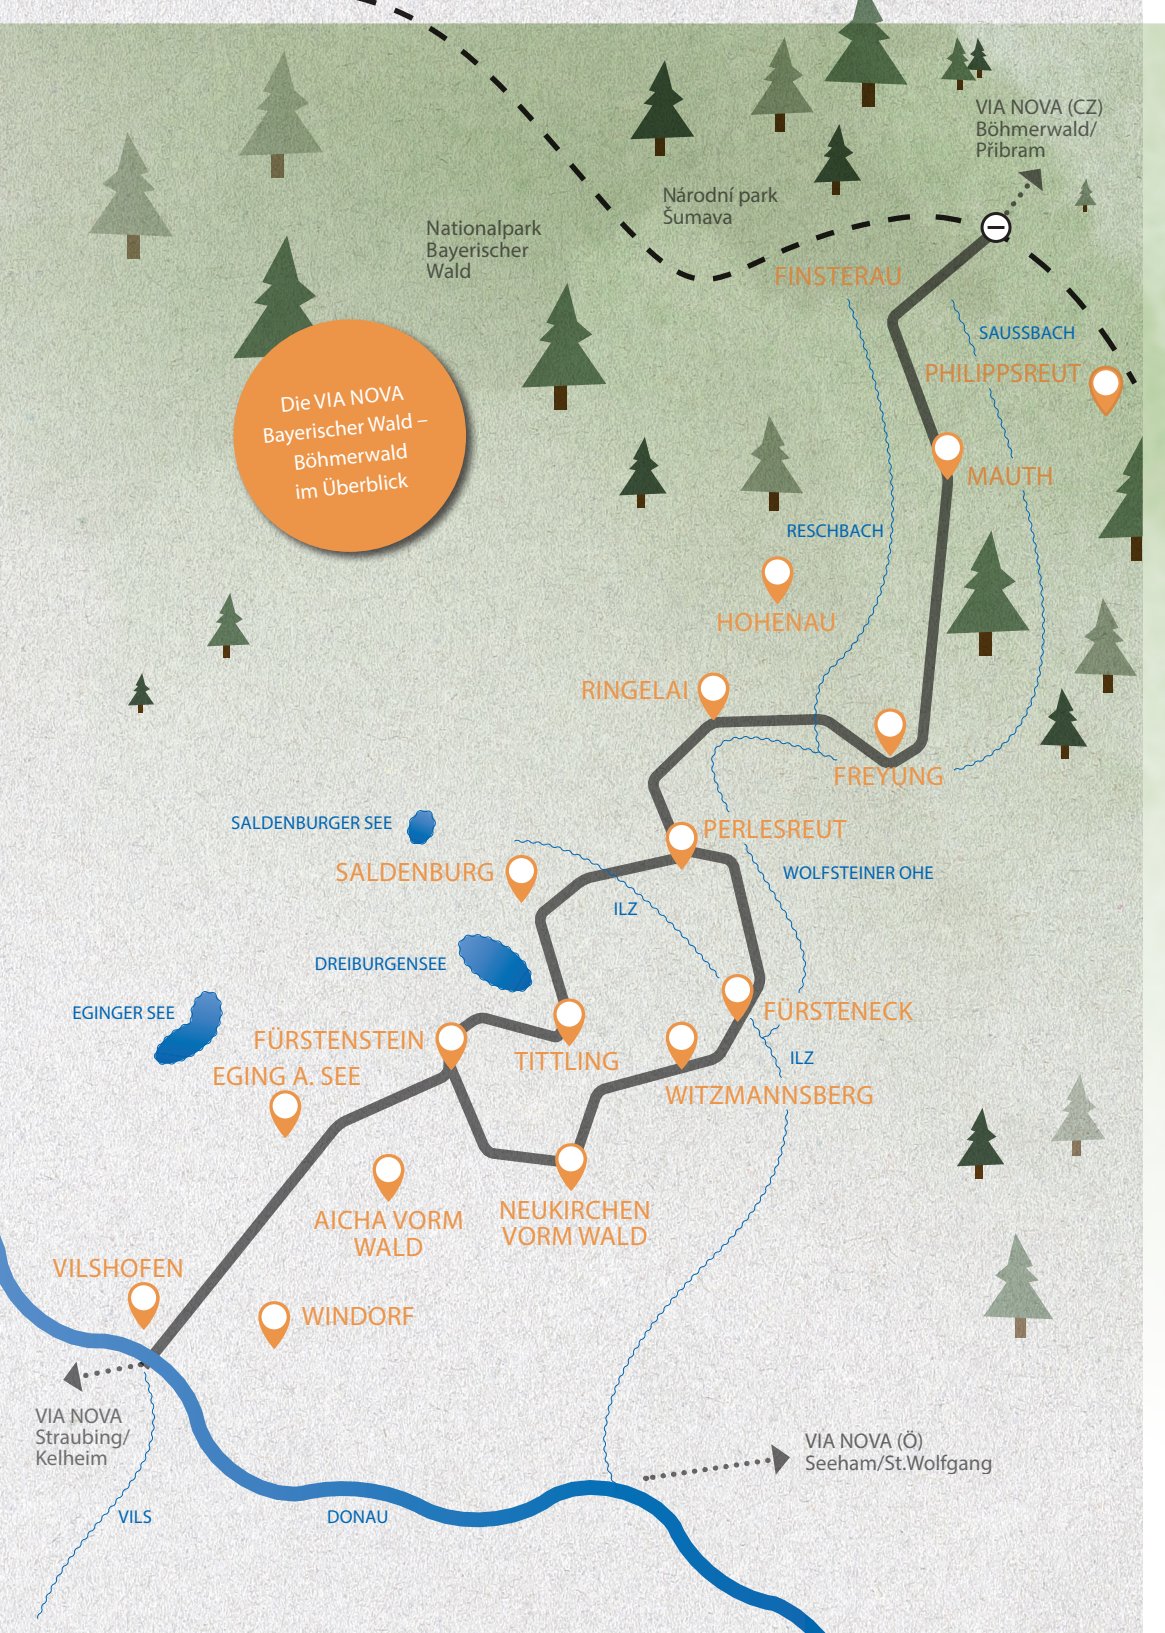 VIA NOVA (CZ)
Böhmerwald/
Přibram
Národní park
Šumava
Nationalpark
Bayerischer
Wald
FINSTERAU
SAUSSBACH
PHILIPPSREUT
Die VIA NOVA
Bayerischer Wald –
Böhmerwald
im Überblick
MAUTH
RESCHBACH
HOHENAU
RINGELAI
FREYUNG
SALDENBURGER SEE
PERLESREUT
SALDENBURG
WOLFSTEINER OHE
ILZ
DREIBURGENSEE
EGINGER SEE
FÜRSTENECK
FÜRSTENSTEIN
TITTLING
ILZ
EGING A. SEE
WITZMANNSBERG
AICHA VORM
WALD
NEUKIRCHEN
VORM WALD
VILSHOFEN
WINDORF
VIA NOVA
Straubing/
Kelheim
VIA NOVA (Ö)
Seeham/St.Wolfgang
VILS
DONAU